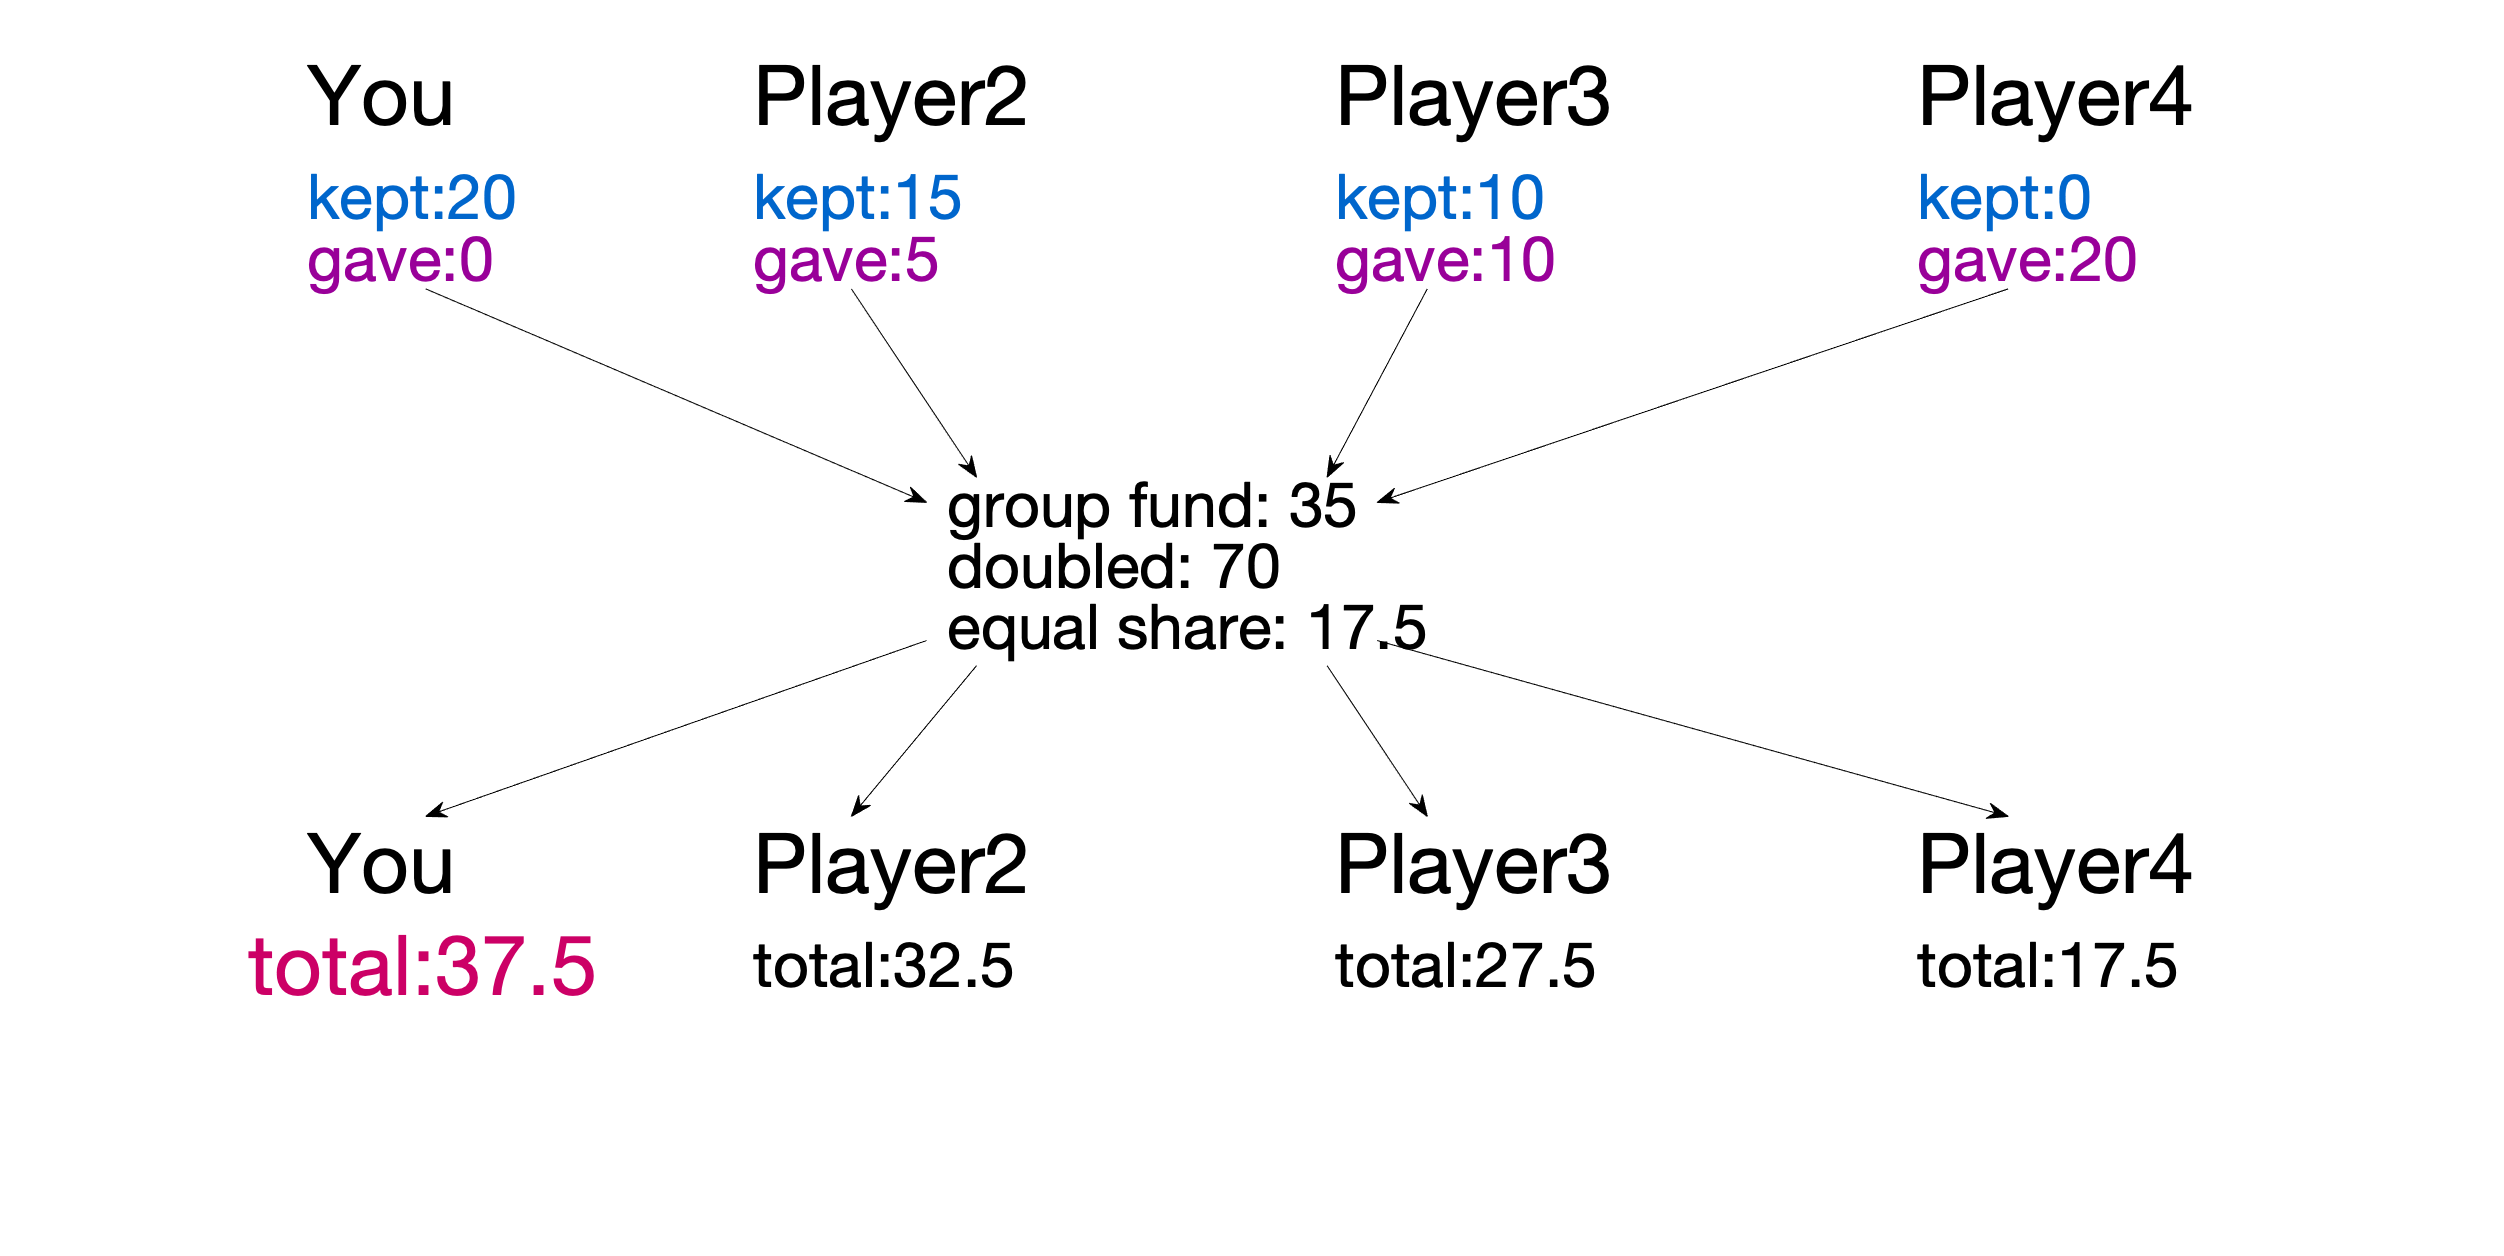 You Player2 Player3 Player4
kept:20 kept:15 kept:10 kept:0
gave:0 gave:5 gave:10 gave:20
group fund: 35
doubled: 70
equal share: 17.5
You Player2 Player3 Player4
total:37.5 total:32.5 total:27.5 total:17.5